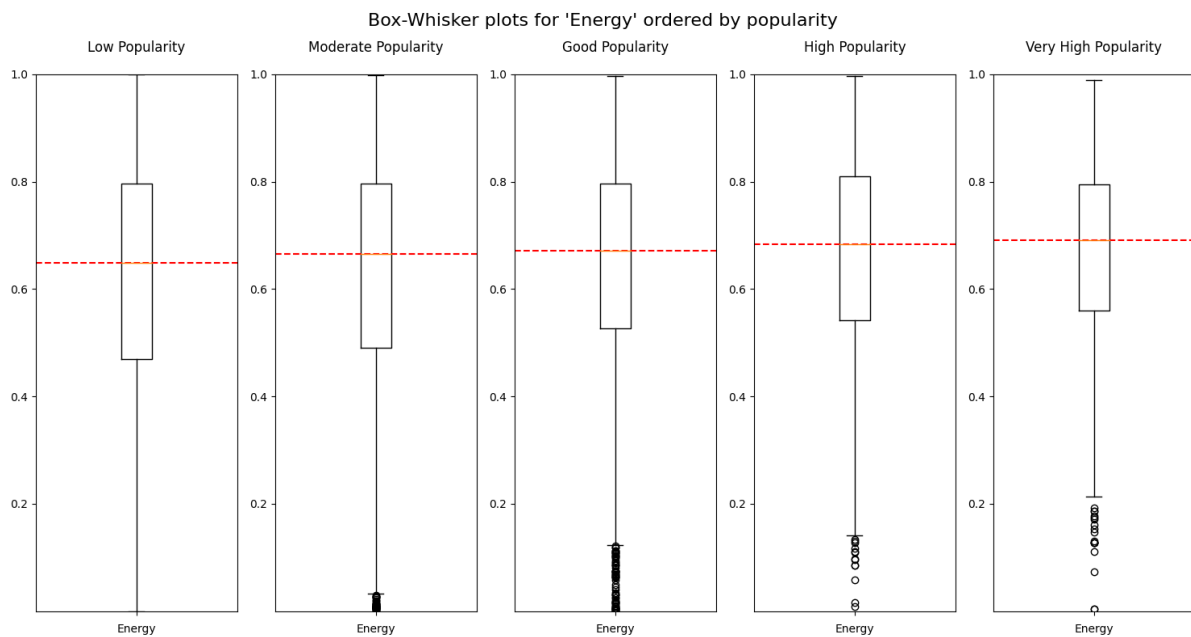 Box-Whisker plots for 'Energy' ordered by popularity
Low Popularity
Moderate Popularity
Good Popularity
High Popularity
Very High Popularity
1.0
0.8
0.6
0.4
0.2
Energy
1.0
0.8
0.6
0.4
0.2
Energy
1.0
0.8
0.6
0.4
0.2
Energy
1.0
0.8
0.6
0.4
0.2
Energy
1.0
0.8
0.6
0.4
0.2
Energy